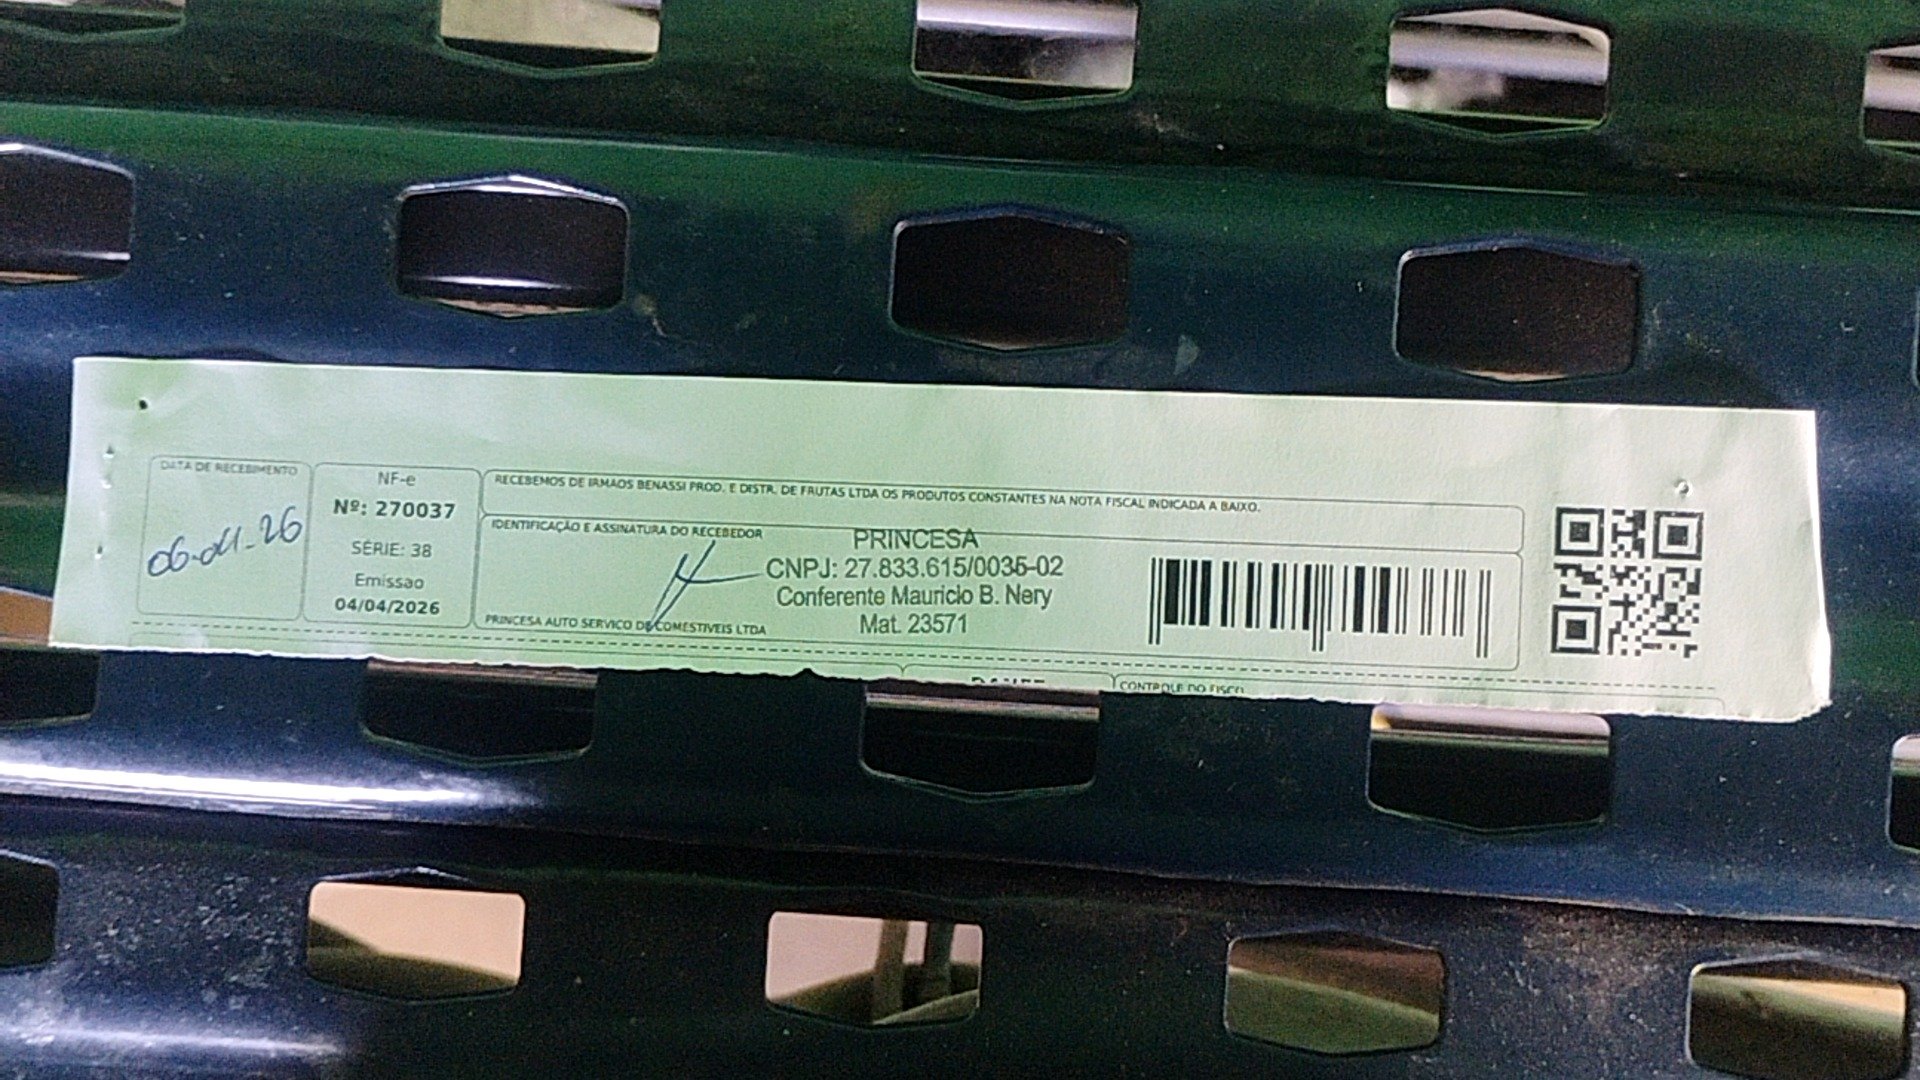 DATA DE RECEBIMENTO
06-04-26
NF-e
Nº: 270037
SÉRIE: 38
Emissao
04/04/2026
RECEBEMOS DE IRMAOS BENASSI PROD. E DISTR. DE FRUTAS LTDA OS PRODUTOS CONSTANTES NA NOTA FISCAL INDICADA A BAIXO.
IDENTIFICAÇÃO E ASSINATURA DO RECEBEDOR
PRINCESA
CNPJ: 27.833.615/0035-02
Conferente Mauricio B. Nery
Mat. 23571
PRINCESA AUTO SERVICO DE COMESTIVEIS LTDA
CONTROLE DO FISCO